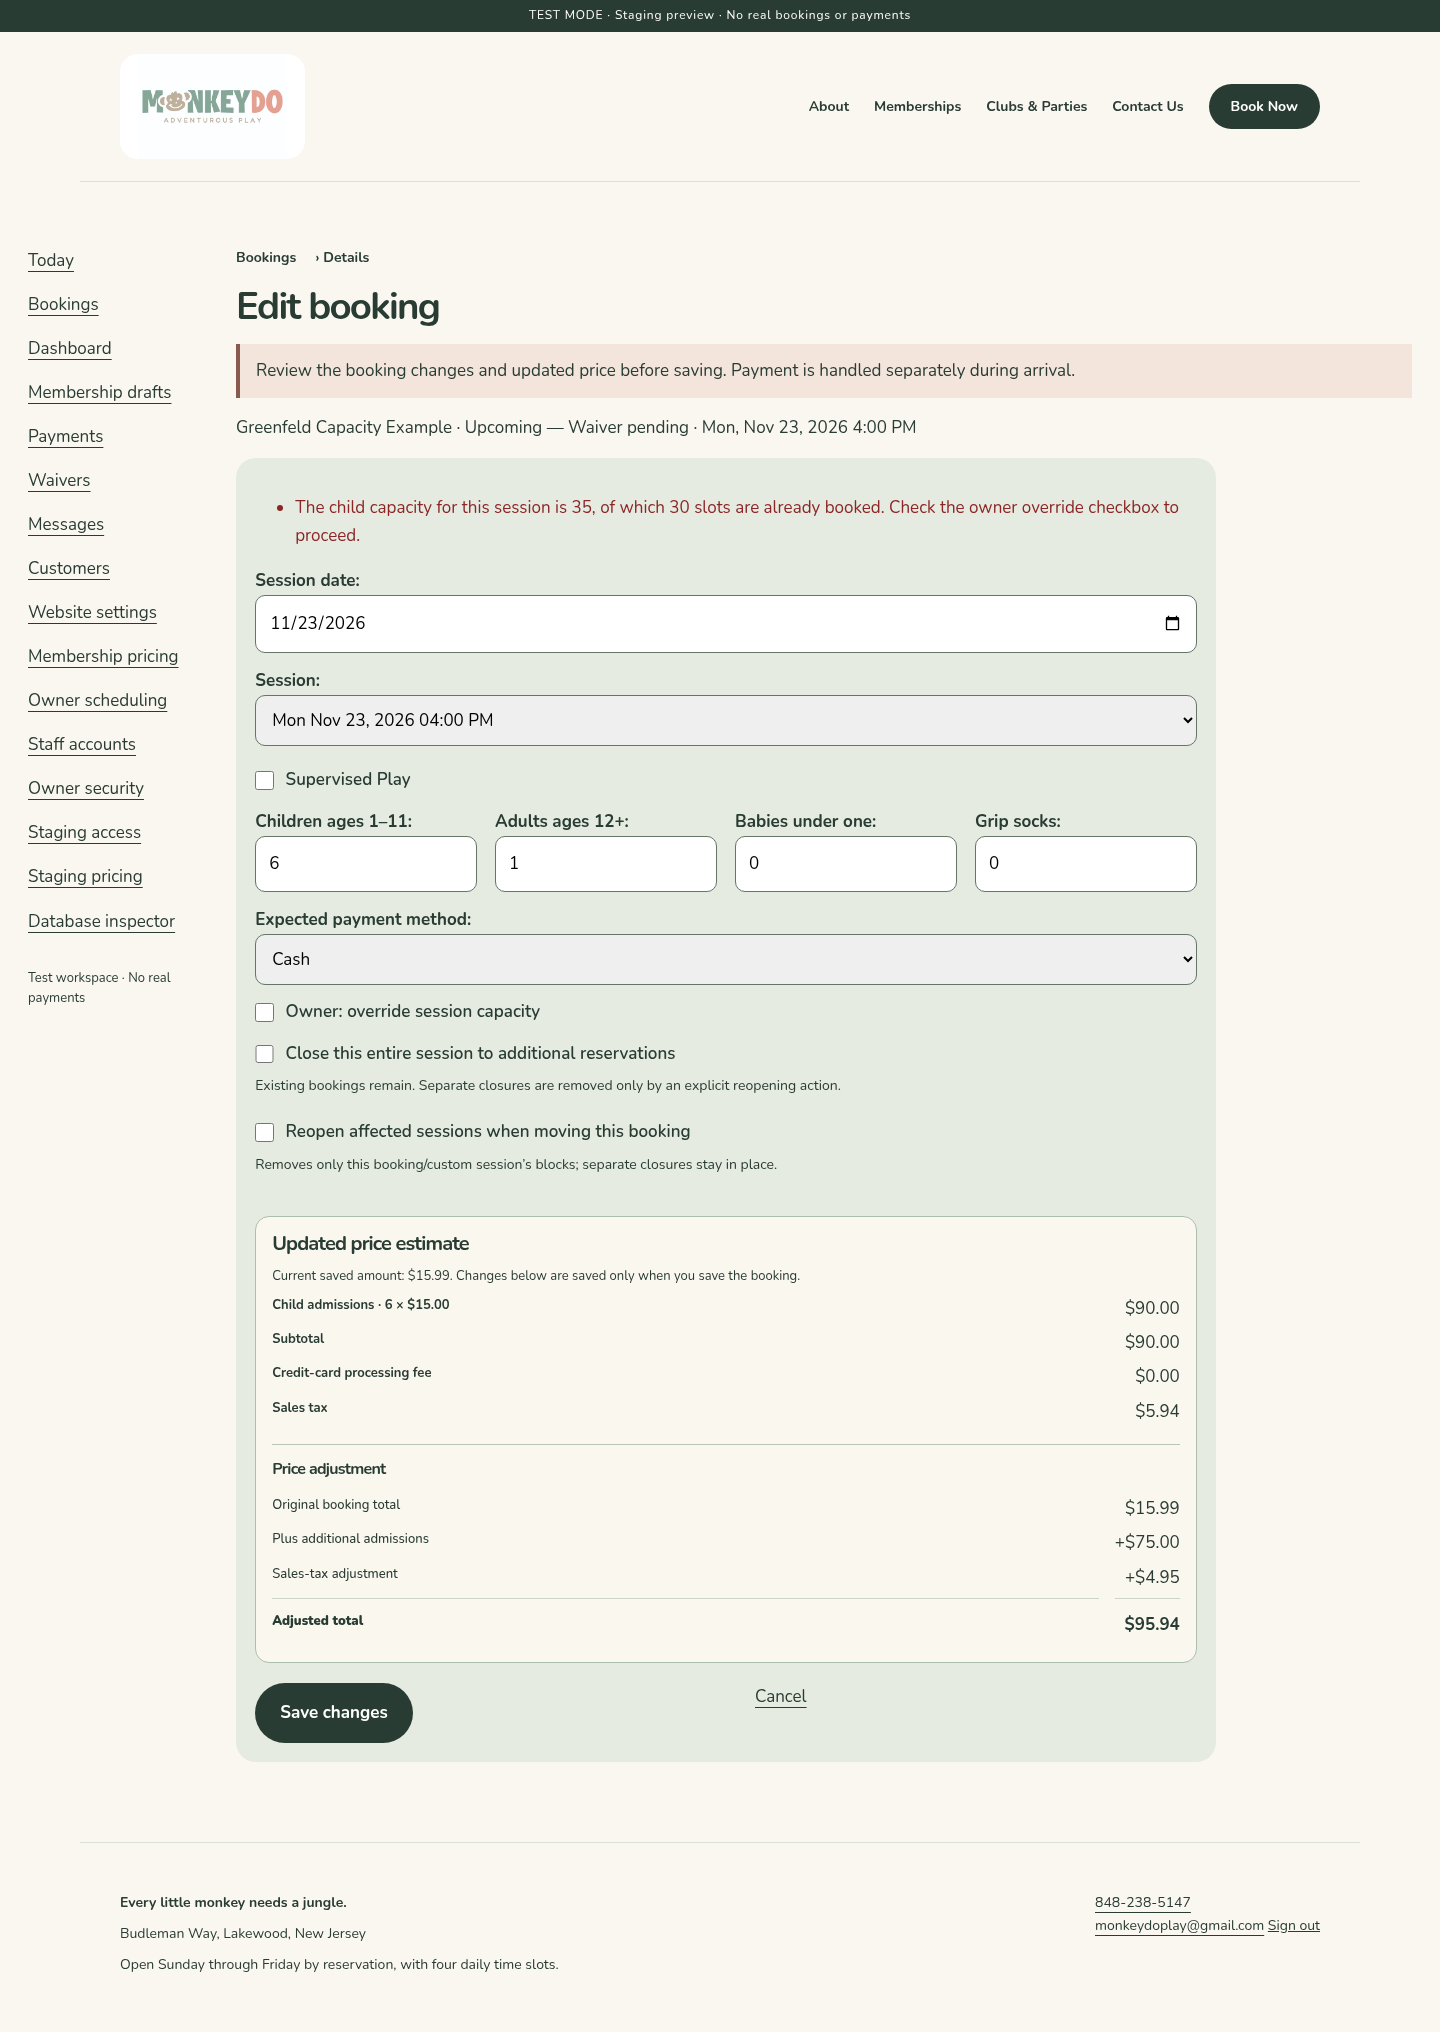 TEST MODE · Staging preview · No real bookings or payments
MONKEYDO
ADVENTUROUS PLAY
About
Memberships
Clubs & Parties
Contact Us
Book Now
Today
Bookings
Dashboard
Membership drafts
Payments
Waivers
Messages
Customers
Website settings
Membership pricing
Owner scheduling
Staff accounts
Owner security
Staging access
Staging pricing
Database inspector
Test workspace · No real
payments
Bookings › Details
Edit booking
Review the booking changes and updated price before saving. Payment is handled separately during arrival.
Greenfeld Capacity Example · Upcoming — Waiver pending · Mon, Nov 23, 2026 4:00 PM
• The child capacity for this session is 35, of which 30 slots are already booked. Check the owner override checkbox to
proceed.
Session date:
11/23/2026
Session:
Mon Nov 23, 2026 04:00 PM
Supervised Play
Children ages 1–11:
6
Adults ages 12+:
1
Babies under one:
0
Grip socks:
0
Expected payment method:
Cash
Owner: override session capacity
Close this entire session to additional reservations
Existing bookings remain. Separate closures are removed only by an explicit reopening action.
Reopen affected sessions when moving this booking
Removes only this booking/custom session’s blocks; separate closures stay in place.
Updated price estimate
Current saved amount: $15.99. Changes below are saved only when you save the booking.
Child admissions · 6 × $15.00 $90.00
Subtotal $90.00
Credit-card processing fee $0.00
Sales tax $5.94
Price adjustment
Original booking total $15.99
Plus additional admissions +$75.00
Sales-tax adjustment +$4.95
Adjusted total $95.94
Save changes
Cancel
Every little monkey needs a jungle.
Budleman Way, Lakewood, New Jersey
Open Sunday through Friday by reservation, with four daily time slots.
848-238-5147
monkeydoplay@gmail.com Sign out